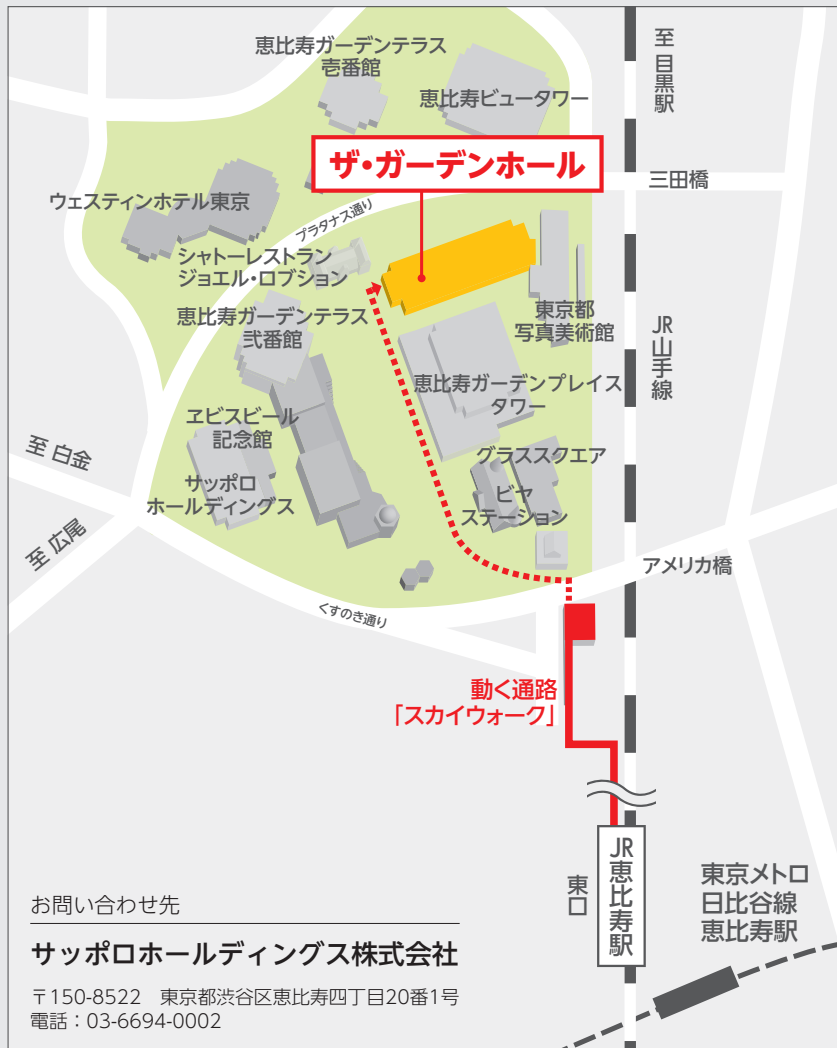 恵比寿ガーデンテラス
壱番館
恵比寿ビュータワー
至 目黒駅
ザ・ガーデンホール
三田橋
ウェスティンホテル東京
プラタナス通り
シャトーレストラン
ジョエル・ロブション
恵比寿ガーデンテラス
弐番館
東京都
写真美術館
JR山手線
恵比寿ガーデンプレイス
タワー
ヱビスビール
記念館
至 白金
グラススクエア
サッポロ
ホールディングス
ビヤ
ステーション
至 広尾
アメリカ橋
くすのき通り
動く通路
「スカイウォーク」
JR恵比寿駅
東口
東京メトロ
日比谷線
恵比寿駅
お問い合わせ先
サッポロホールディングス株式会社
〒150-8522　東京都渋谷区恵比寿四丁目20番1号
電話：03-6694-0002